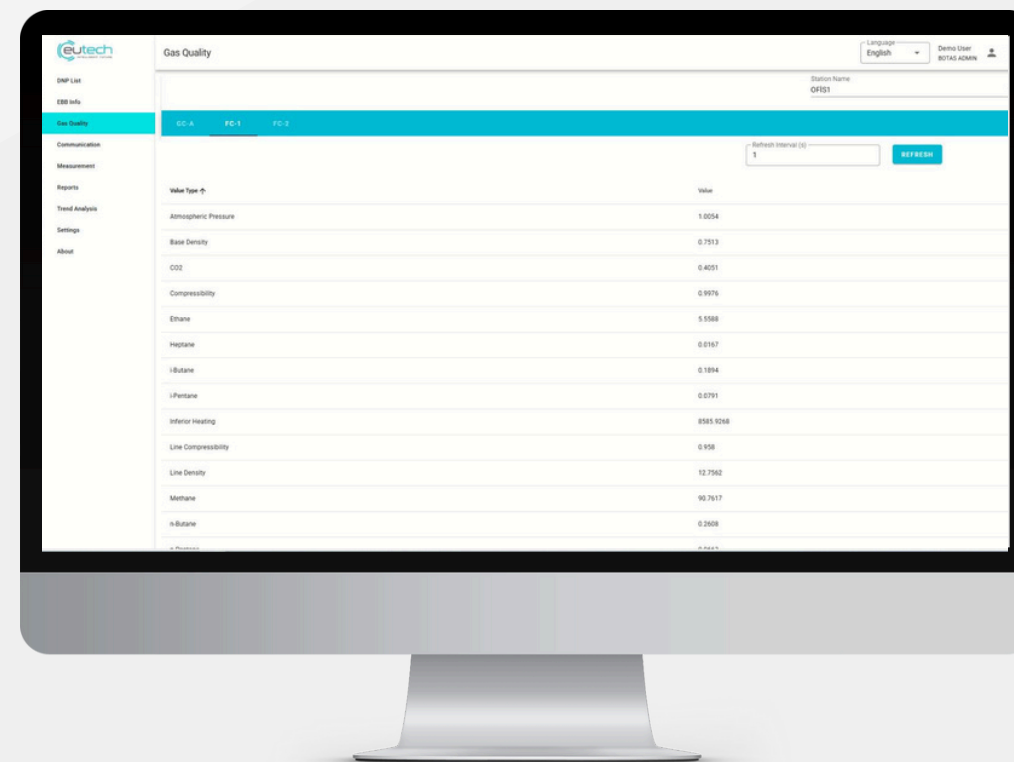 eutech
Gas Quality
Language
English
Demo User
BOTAS ADMIN
DNP List
EBB Info
Gas Quality
Communication
Measurement
Reports
Trend Analysis
Settings
About
Station Name
OFİS1
GC-A FC-1 FC-2
Refresh Interval (s)
1
REFRESH
Value Type Value
Atmospheric Pressure 1.0054
Base Density 0.7513
CO2 0.4051
Compressibility 0.9976
Ethane 5.5588
Heptane 0.0167
i-Butane 0.1894
i-Pentane 0.0791
Inferior Heating 8585.9268
Line Compressibility 0.958
Line Density 12.7562
Methane 90.7617
n-Butane 0.2608